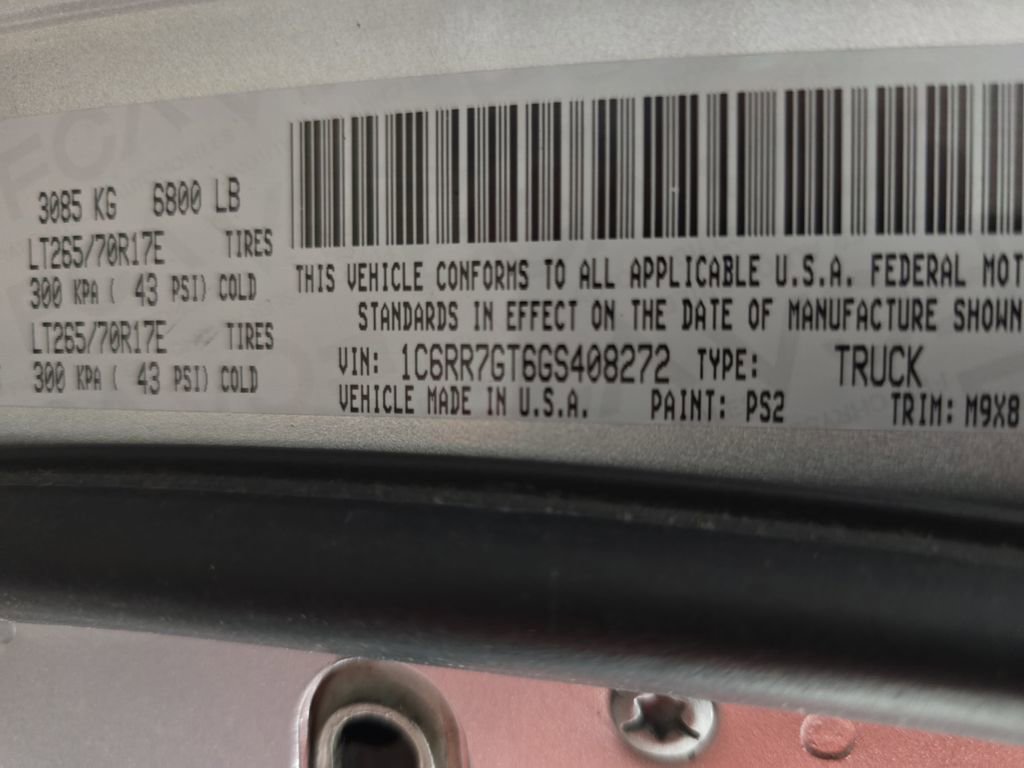 3085 KG 6800 LB
LT265/70R17E TIRES
300 KPA ( 43 PSI) COLD
LT265/70R17E TIRES
300 KPA ( 43 PSI) COLD
THIS VEHICLE CONFORMS TO ALL APPLICABLE U.S.A. FEDERAL MOT
STANDARDS IN EFFECT ON THE DATE OF MANUFACTURE SHOWN
VIN: 1C6RR7GT6GS408272 TYPE: TRUCK
VEHICLE MADE IN U.S.A. PAINT: PS2 TRIM: M9X8